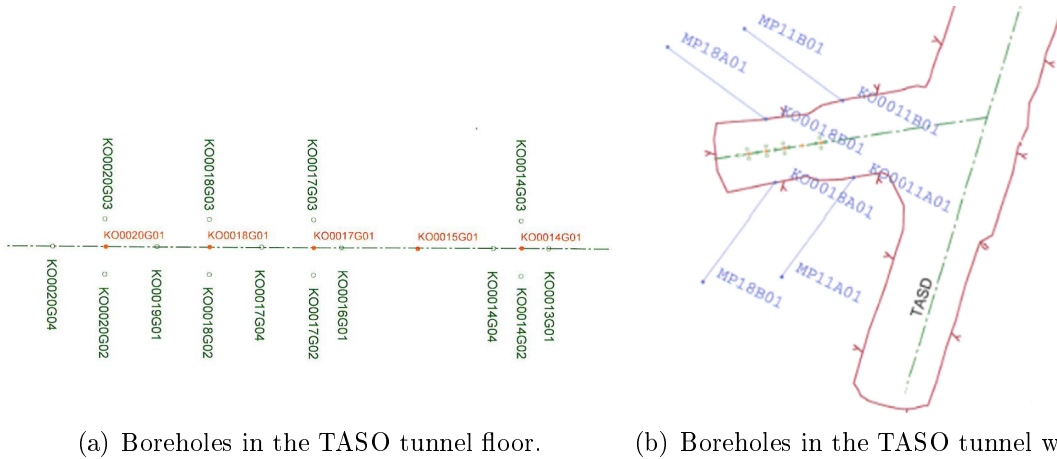 KO0020G03
KO0018G03
KO0017G03
KO0014G03
KO0020G01
KO0018G01
KO0017G01
KO0015G01
KO0014G01
KO0020G04
KO0020G02
KO0019G01
KO0018G02
KO0017G04
KO0017G02
KO0016G01
KO0014G04
KO0014G02
KO0013G01
(a) Boreholes in the TASO tunnel floor.
MP11B01
MP18A01
KO0011B01
KO0018B01
KO0011A01
KO0018A01
MP18B01
MP11A01
TASD
(b) Boreholes in the TASO tunnel w